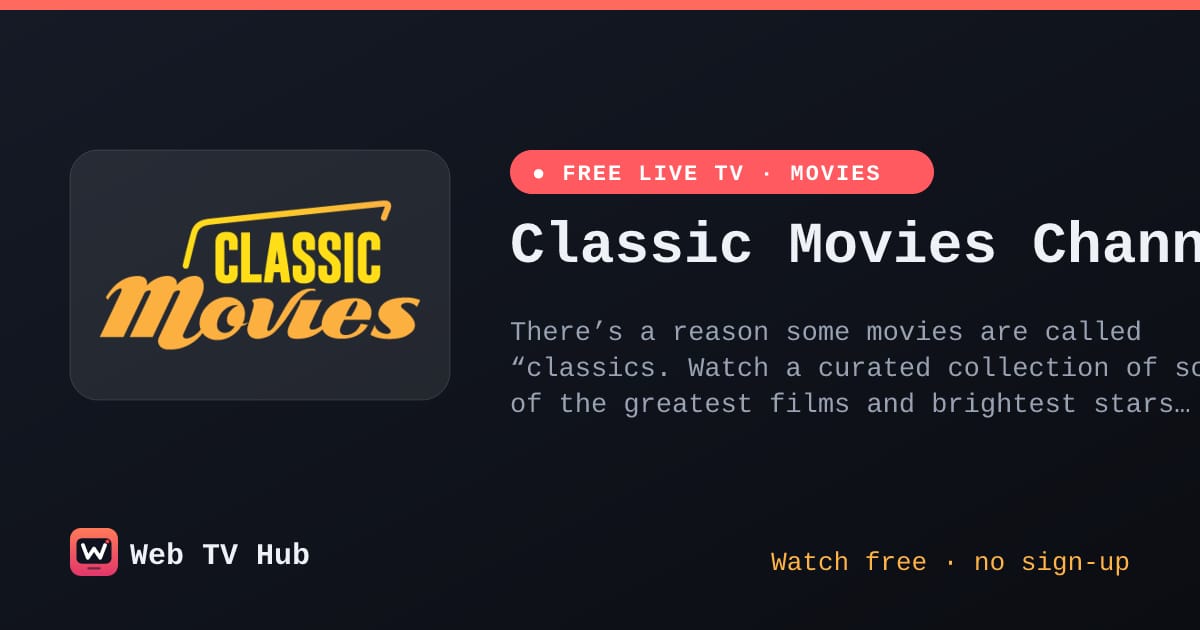 CLASSIC
Movies
• FREE LIVE TV · MOVIES
Classic Movies Chann
There’s a reason some movies are called
“classics. Watch a curated collection of so
of the greatest films and brightest stars…
W
Web TV Hub
Watch free · no sign-up